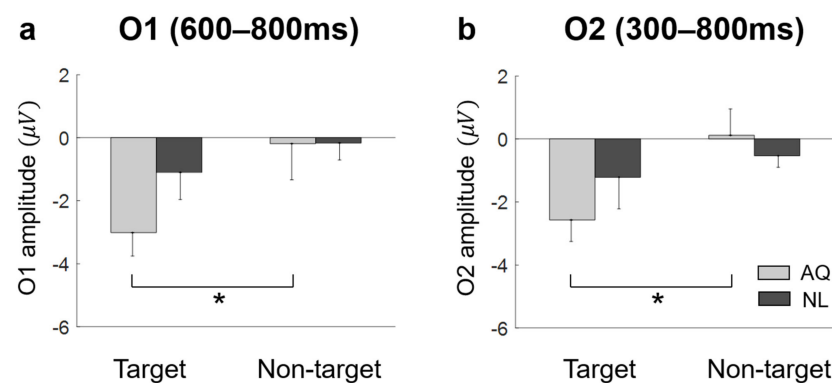 a O1 (600–800ms)
O1 amplitude (μV)
2
0
-2
-4
-6
*
Target Non-target
b O2 (300–800ms)
O2 amplitude (μV)
2
0
-2
-4
-6
*
AQ
NL
Target Non-target